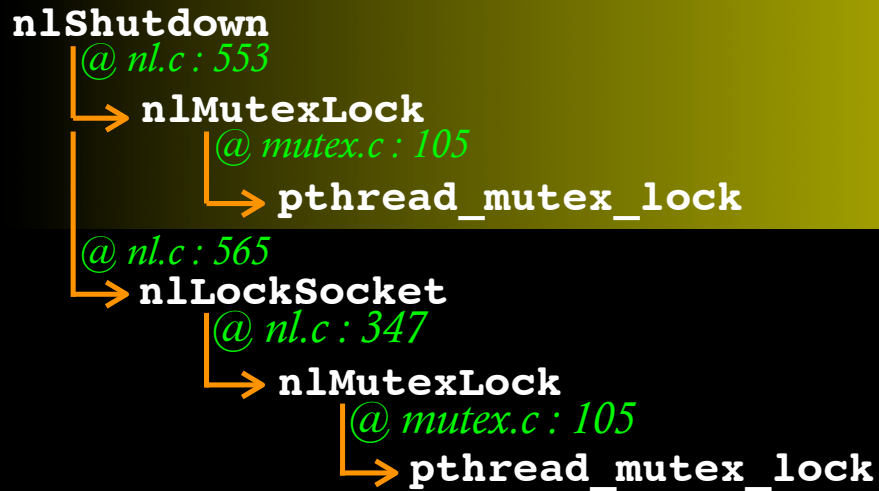 nlShutdown
@ nl.c : 553
nlMutexLock
@ mutex.c : 105
pthread_mutex_lock
@ nl.c : 565
nlLockSocket
@ nl.c : 347
nlMutexLock
@ mutex.c : 105
pthread_mutex_lock